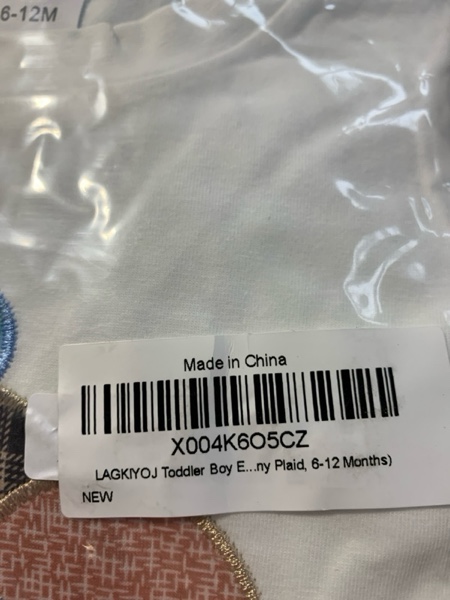 6-12M
Made in China
X004K6O5CZ
LAGKIYOJ Toddler Boy E...ny Plaid, 6-12 Months)
NEW